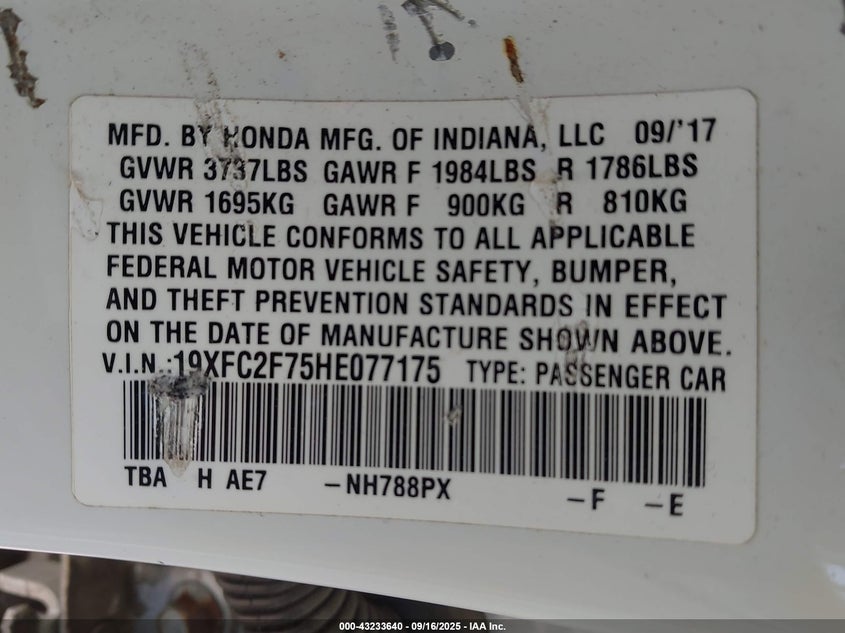 MFD. BY HONDA MFG. OF INDIANA, LLC 09/'17
GVWR 3737LBS GAWR F 1984LBS R 1786LBS
GVWR 1695KG GAWR F 900KG R 810KG
THIS VEHICLE CONFORMS TO ALL APPLICABLE
FEDERAL MOTOR VEHICLE SAFETY, BUMPER,
AND THEFT PREVENTION STANDARDS IN EFFECT
ON THE DATE OF MANUFACTURE SHOWN ABOVE.
V.I.N.:19XFC2F75HE077175 TYPE: PASSENGER CAR
TBA H AE7 -NH788PX -F -E
000-43233640 - 09/16/2025 - IAA Inc.